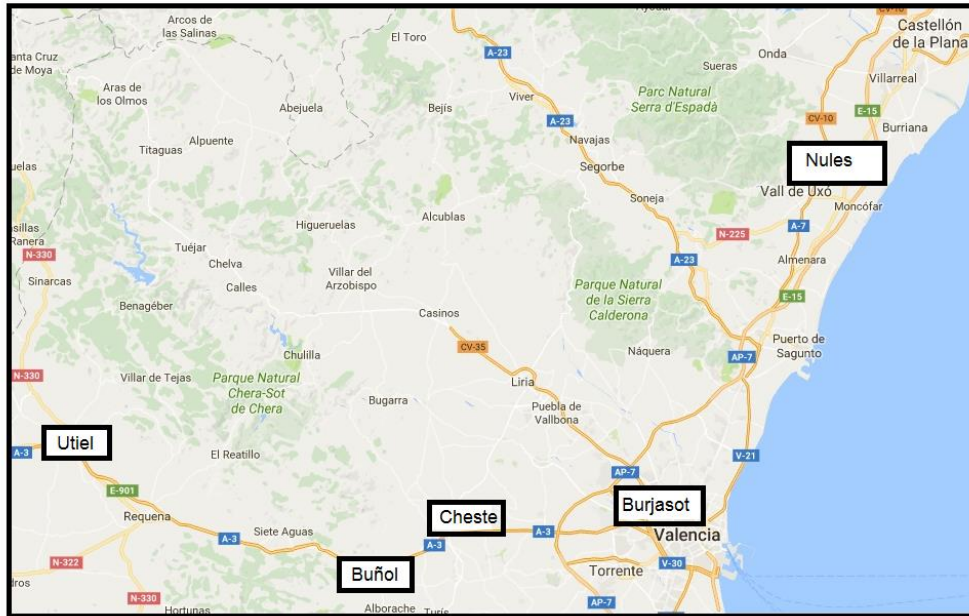 Arcos de
las Salinas
El Toro
Ayódar
CV-10
Castellón
de la Plana
Santa Cruz
de Moya
A-23
Onda
Sueras
Villarreal
Aras de
los Olmos
Abejuela
Bejís
Viver
Parc Natural
Serra d'Espadà
E-15
CV-10
A-23
Burriana
Alpuente
Titaguas
Navajas
Nules
Segorbe
Vall de Uxó
Moncófar
Alcublas
Soneja
Higueruelas
A-7
N-225
Ranera
Tuéjar
Chelva
N-330
Sinarcas
Calles
Villar del
Arzobispo
A-23
Almenara
Parque Natural
de la Sierra
Calderona
E-15
Benagéber
Casinos
Puerto de
Sagunto
CV-35
Náquera
AP-7
Chulilla
N-330
Villar de Tejas
Parque Natural
Chera-Sot
de Chera
Liria
Bugarra
Puebla de
Vallbona
Utiel
A-3
El Reatillo
V-21
AP-7
E-901
Requena
Cheste
Burjasot
Siete Aguas
A-3
A-3
A-3
Valencia
N-322
Buñol
Torrente
V-30
Hortunas
Alborache
Turís
AP-7